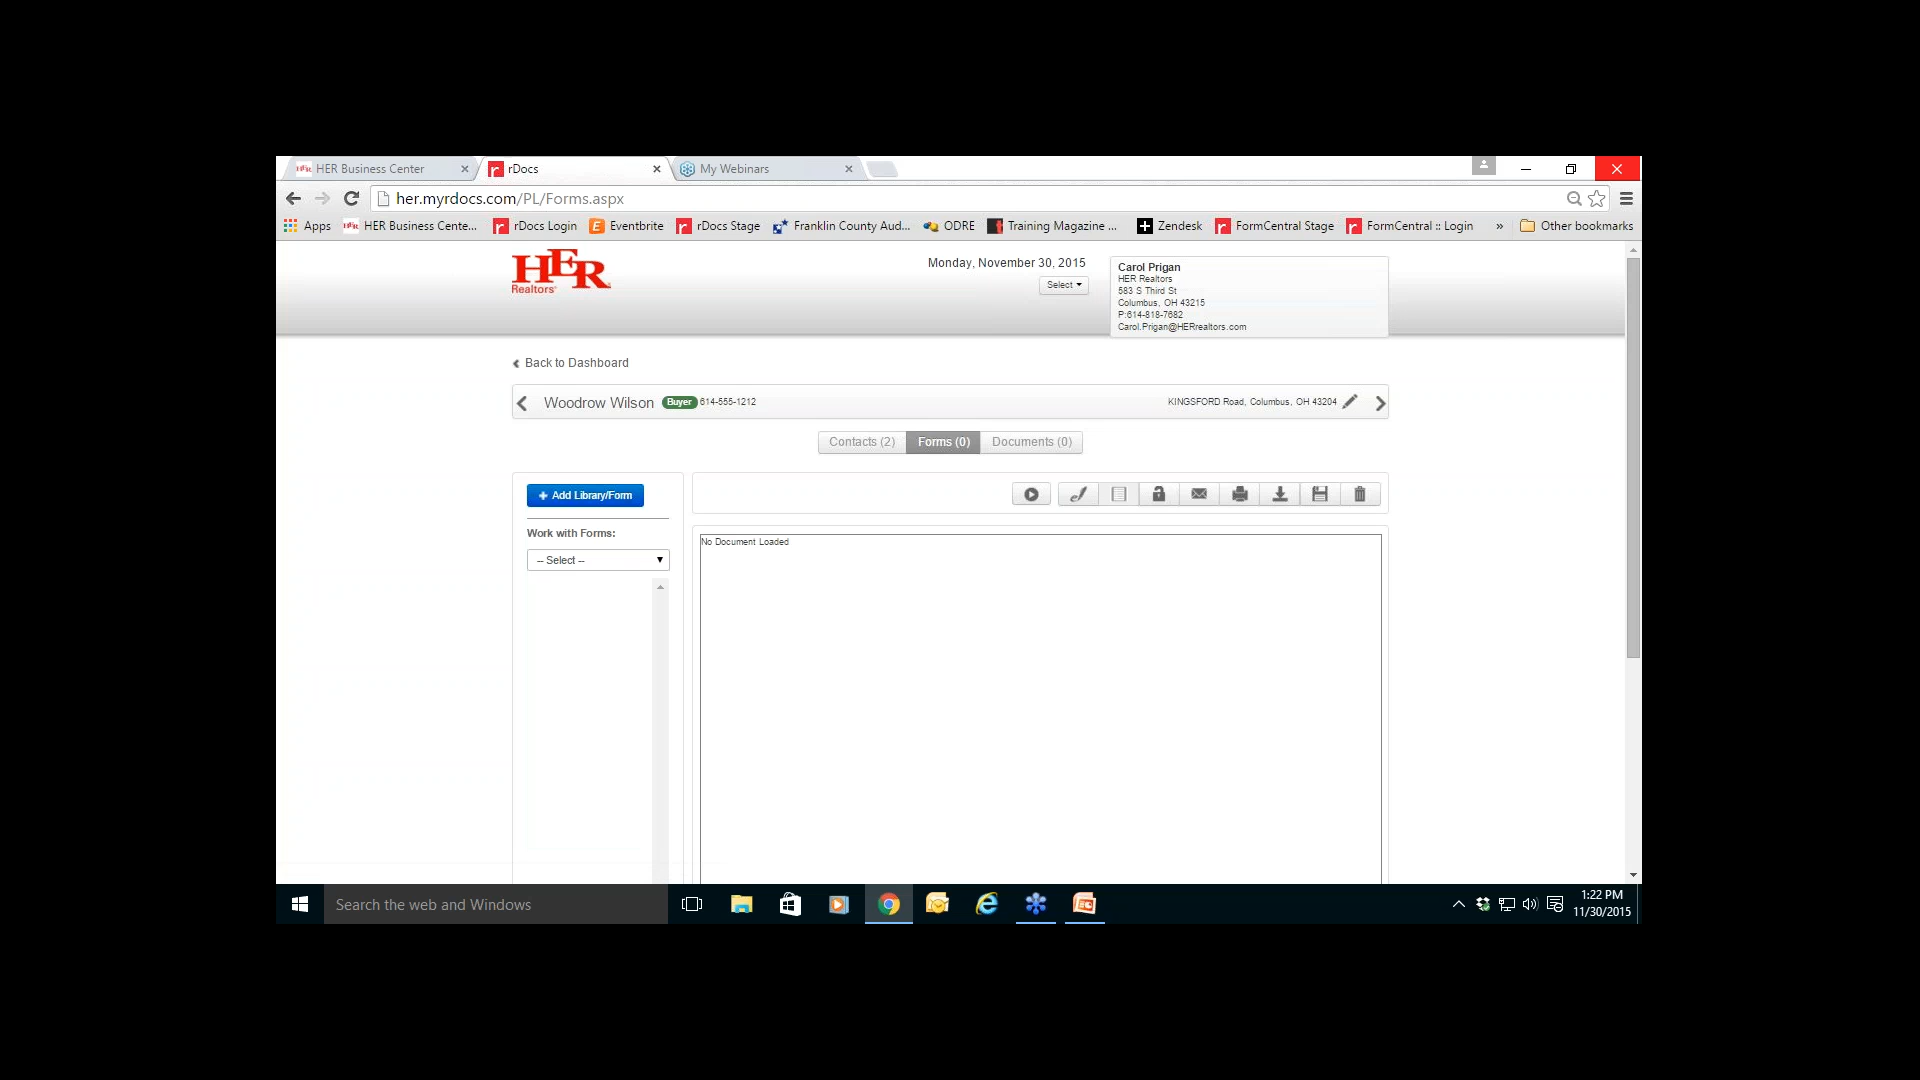 HER Business Center
rDocs
My Webinars
her.myrdocs.com/PL/Forms.aspx
Apps
HER Business Cente...
rDocs Login
Eventbrite
rDocs Stage
Franklin County Aud...
ODRE
Training Magazine ...
Zendesk
FormCentral Stage
FormCentral :: Login
»
Other bookmarks
HER
Realtors
Monday, November 30, 2015
Select
Carol Prigan
HER Realtors
583 S Third St
Columbus, OH 43215
P:614-818-7682
Carol.Prigan@HERrealtors.com
Back to Dashboard
Woodrow Wilson Buyer 614-555-1212
KINGSFORD Road, Columbus, OH 43204
Contacts (2)
Forms (0)
Documents (0)
+ Add Library/Form
Work with Forms:
-- Select --
No Document Loaded
Search the web and Windows
1:22 PM
11/30/2015